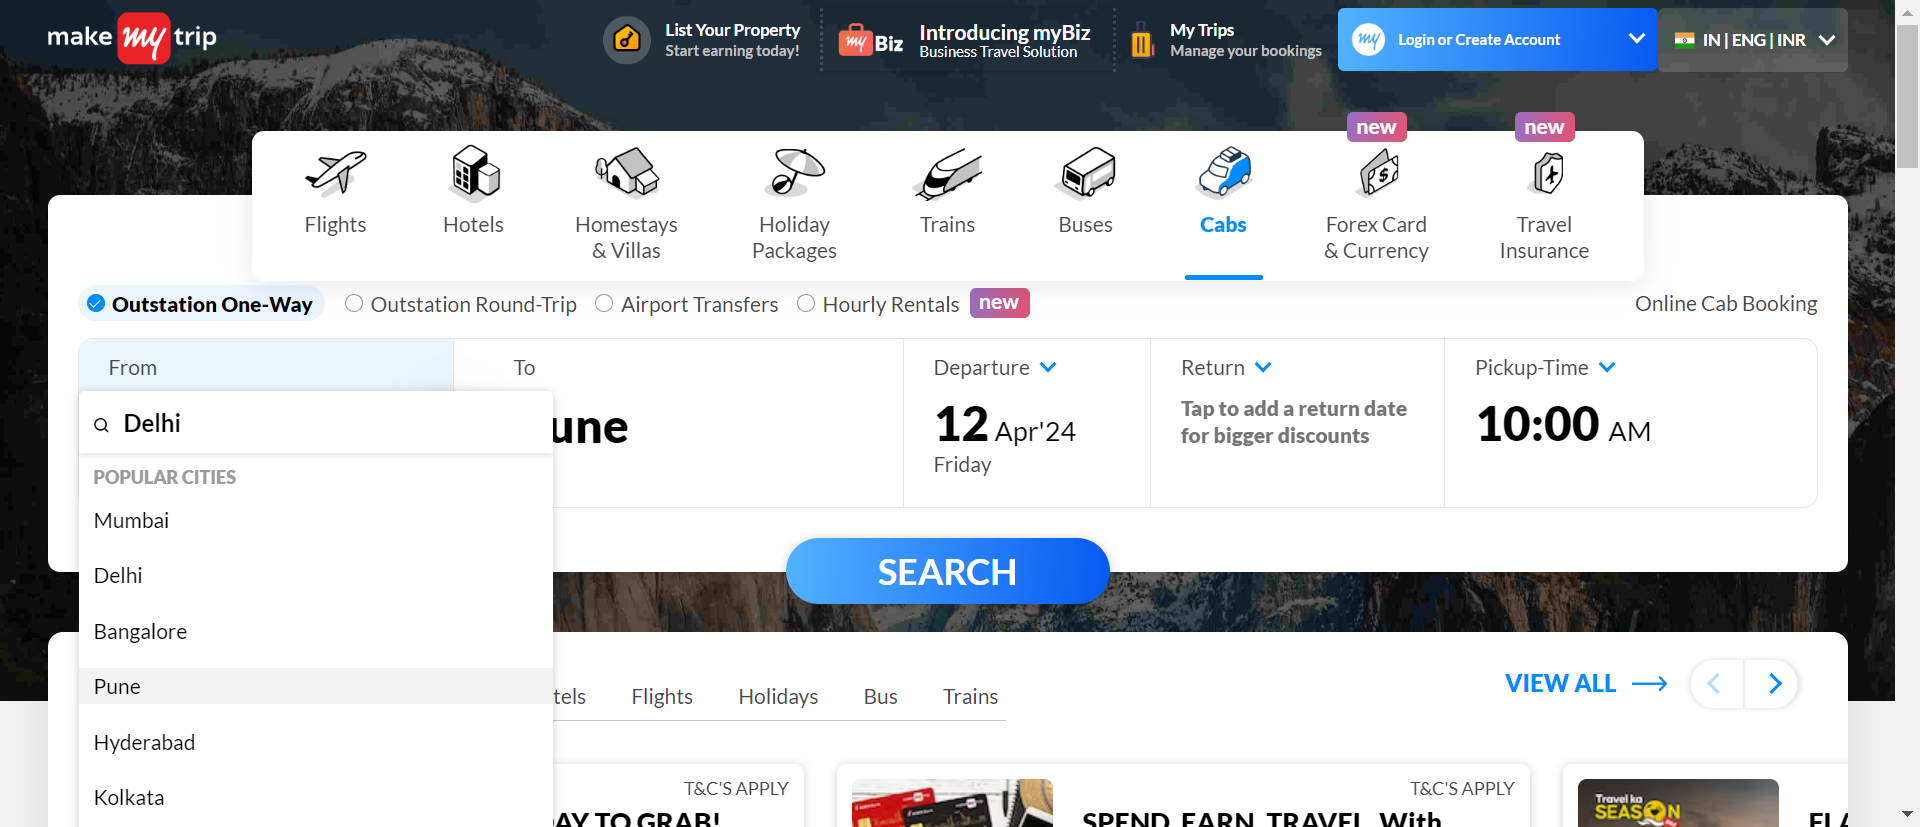 make my trip
List Your Property
Start earning today!
my Biz
Introducing myBiz
Business Travel Solution
My Trips
Manage your bookings
my
Login or Create Account
IN | ENG | INR
new
new
Flights
Hotels
Homestays
& Villas
Holiday
Packages
Trains
Buses
Cabs
Forex Card
& Currency
Travel
Insurance
Outstation One-Way
Outstation Round-Trip
Airport Transfers
Hourly Rentals
new
Online Cab Booking
From
To
Departure
Return
Pickup-Time
Delhi
une
12 Apr'24
Friday
Tap to add a return date
for bigger discounts
10:00 AM
POPULAR CITIES
Mumbai
Delhi
Bangalore
Pune
Hyderabad
Kolkata
SEARCH
tels
Flights
Holidays
Bus
Trains
VIEW ALL
T&C'S APPLY
AY TO GRAB!
T&C'S APPLY
SPEND, EARN, TRAVEL, With
Travel ka
SEASON